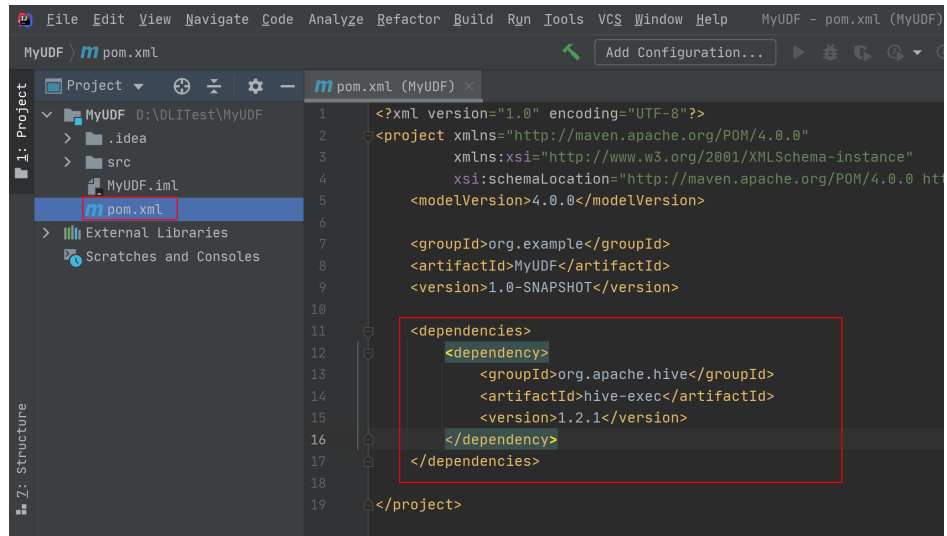 File Edit View Navigate Code Analyze Refactor Build Run Tools VCS Window Help MyUDF - pom.xml (MyUDF)
MyUDF pom.xml Add Configuration...
1: Project
Project
MyUDF D:\DLITest\MyUDF
.idea
src
MyUDF.iml
pom.xml
External Libraries
Scratches and Consoles
Z: Structure
pom.xml (MyUDF)
1 <?xml version="1.0" encoding="UTF-8"?>
2 <project xmlns="http://maven.apache.org/POM/4.0.0"
3 xmlns:xsi="http://www.w3.org/2001/XMLSchema-instance"
4 xsi:schemaLocation="http://maven.apache.org/POM/4.0.0 htt
5 <modelVersion>4.0.0</modelVersion>
6
7 <groupId>org.example</groupId>
8 <artifactId>MyUDF</artifactId>
9 <version>1.0-SNAPSHOT</version>
10
11 <dependencies>
12 <dependency>
13 <groupId>org.apache.hive</groupId>
14 <artifactId>hive-exec</artifactId>
15 <version>1.2.1</version>
16 </dependency>
17 </dependencies>
18
19 </project>